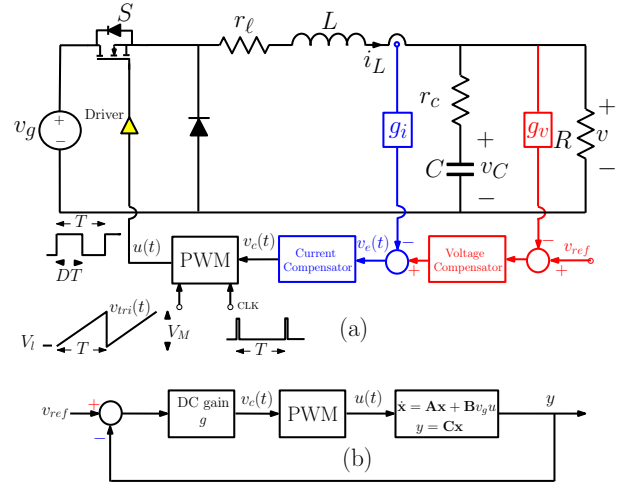 S
r_ℓ
L
i_L
Driver
v_g
+
−
g_i
r_c
C
+
v_C
−
g_v
R
+
v
−
T
DT
u(t)
PWM
v_c(t)
Current
Compensator
v_e(t)
−
+
Voltage
Compensator
−
+
v_ref
CLK
v_tri(t)
V_l
T
V_M
T
(a)
v_ref
+
−
DC gain
g
v_c(t)
PWM
u(t)
ẋ = Ax + Bv_g u
y = Cx
y
(b)